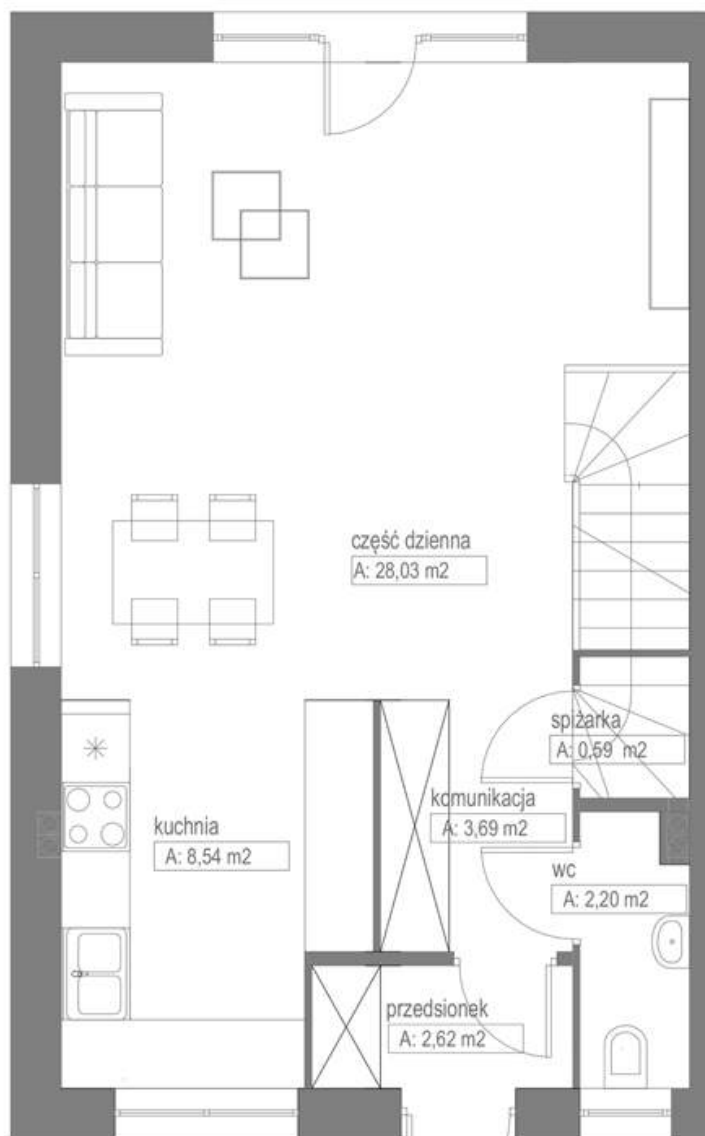 część dzienna
A: 28,03 m2
spiżarka
A: 0,59 m2
komunikacja
A: 3,69 m2
kuchnia
A: 8,54 m2
wc
A: 2,20 m2
przedsionek
A: 2,62 m2